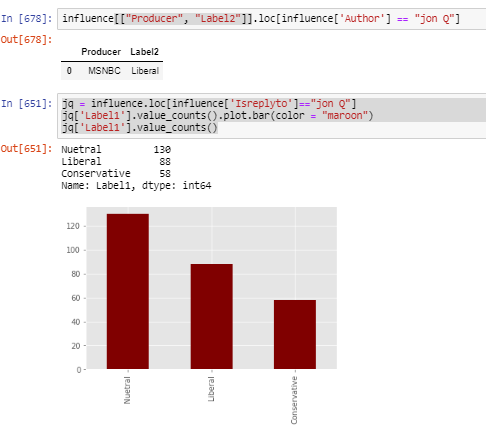 In [678]: influence[["Producer", "Label2"]].loc[influence['Author'] == "jon Q"]
Out[678]:
Producer Label2
0 MSNBC Liberal
In [651]: jq = influence.loc[influence['Isreplyto']=="jon Q"]
jq['Label1'].value_counts().plot.bar(color = "maroon")
jq['Label1'].value_counts()
Out[651]: Nuetral 130
Liberal 88
Conservative 58
Name: Label1, dtype: int64
120
100
80
60
40
20
0
Nuetral
Liberal
Conservative